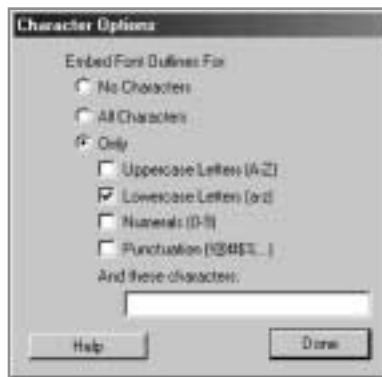 Character Options
Embed Font Outlines For
No Characters
All Characters
Only
Uppercase Letters (A-Z)
Lowercase Letters (a-z)
Numerals (0-9)
Punctuation (!@#$%...)
And these characters:
Help
Done